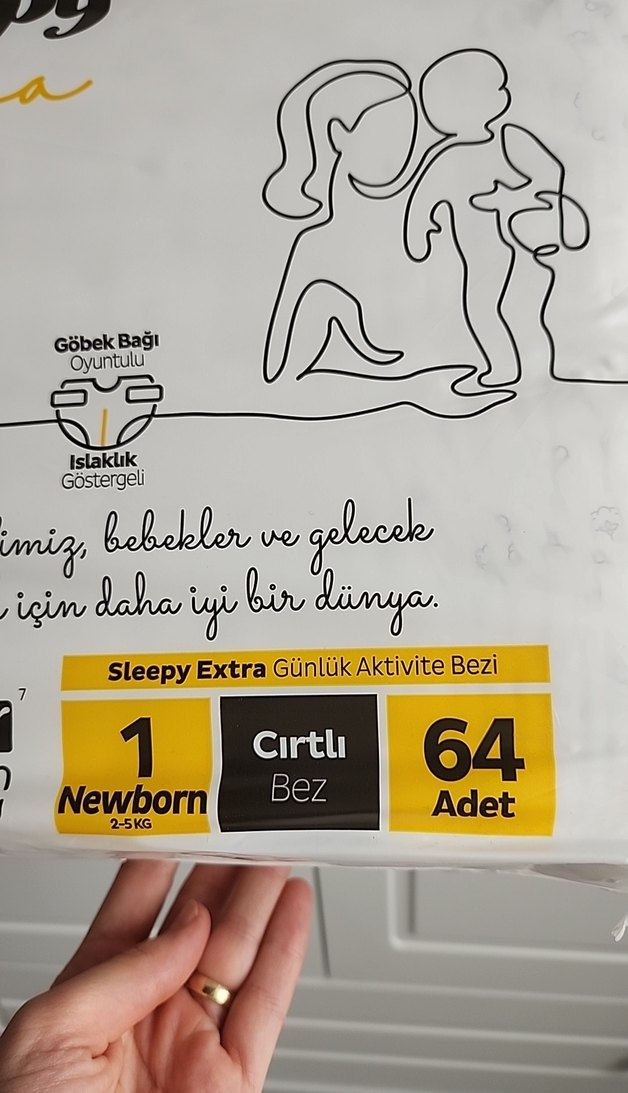 Göbek Bağı
Oyuntulu
Islaklık
Göstergeli
bebekler ve gelecek
için daha iyi bir dünya.
Sleepy Extra Günlük Aktivite Bezi
7
1
Newborn
2-5 KG
Cırtlı
Bez
64
Adet